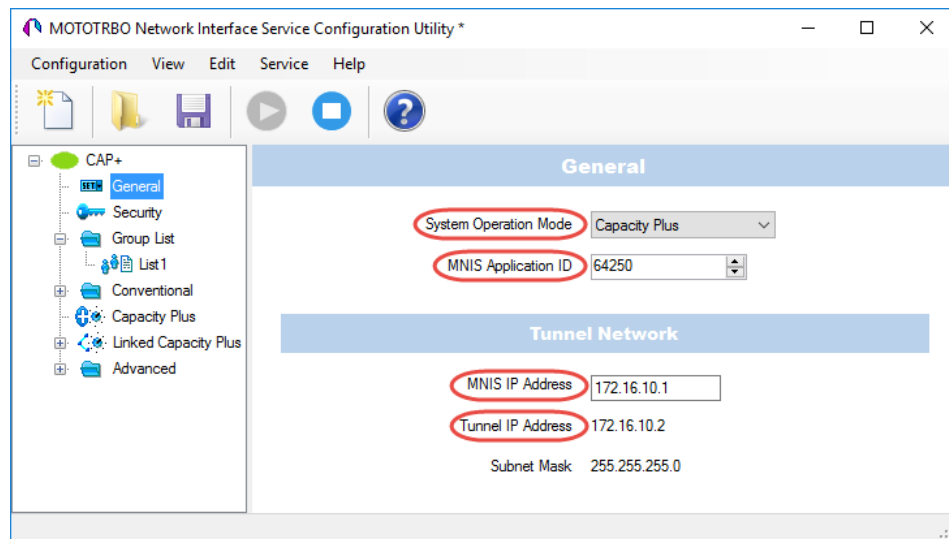 MOTOTRBO Network Interface Service Configuration Utility *
Configuration View Edit Service Help
CAP+
SET
General
Security
Group List
List1
Conventional
Capacity Plus
Linked Capacity Plus
Advanced
General
System Operation Mode Capacity Plus
MNIS Application ID 64250
Tunnel Network
MNIS IP Address 172.16.10.1
Tunnel IP Address 172.16.10.2
Subnet Mask 255.255.255.0